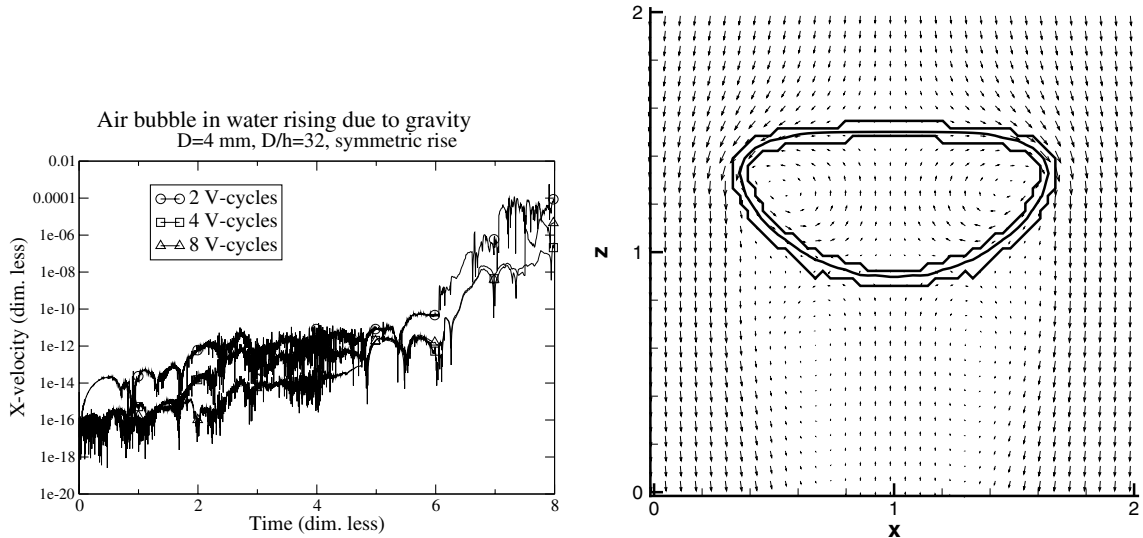 Air bubble in water rising due to gravity
D=4 mm, D/h=32, symmetric rise
X-velocity (dim. less)
0.01
0.0001
1e-06
1e-08
1e-10
1e-12
1e-14
1e-16
1e-18
1e-20
2 V-cycles
4 V-cycles
8 V-cycles
0 2 4 6 8
Time (dim. less)
z
2
1
0
0 1 2
x